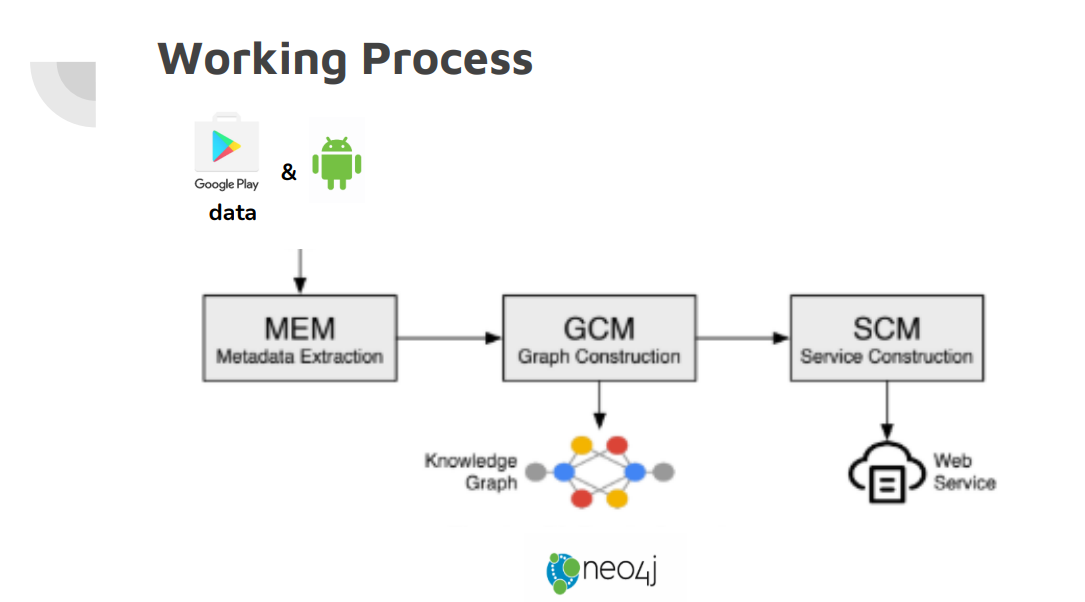 Working Process
Google Play
&
data
MEM
Metadata Extraction
GCM
Graph Construction
SCM
Service Construction
Knowledge
Graph
Web
Service
neo4j